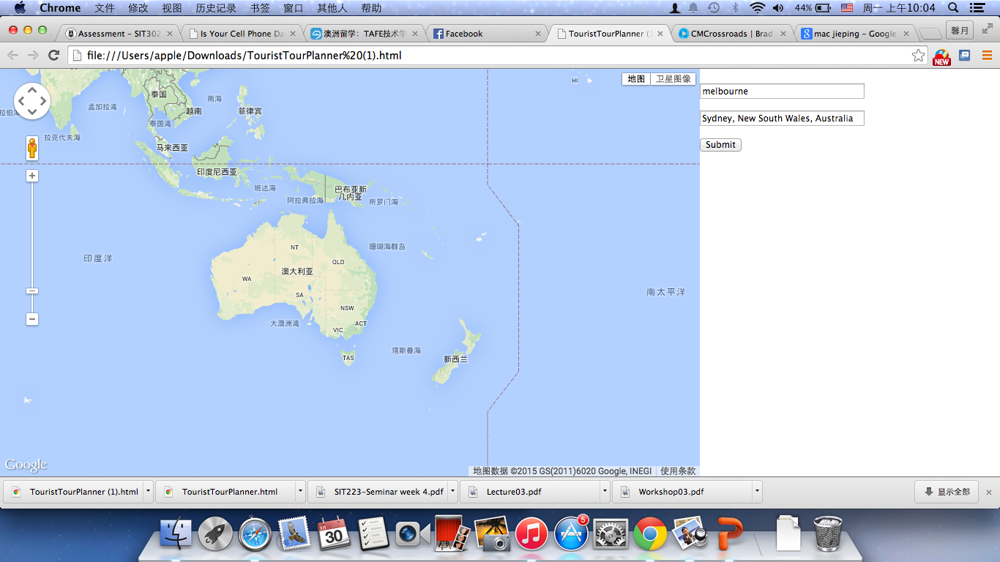 Chrome 文件 修改 视图 历史记录 书签 窗口 其他人 帮助 44% 周一 上午10:04
Assessment – SIT302 Is Your Cell Phone Da 澳洲留学：TAFE技术学 Facebook TouristTourPlanner (1 CMCrossroads | Brad mac jieping – Google 馨月
file:///Users/apple/Downloads/TouristTourPlanner%20(1).html NEW
地图 卫星图像
HI
melbourne
泰国
南海
孟加拉湾
越南
菲律宾
拉伯海
Sydney, New South Wales, Australia
泰国湾
拉克代夫海
马来西亚
Submit
印度尼西亚
班达海
巴布亚新
几内亚
阿拉弗拉海
所罗门海
NT
珊瑚海群岛
印度洋
QLD
澳大利亚
WA
SA
南太平洋
NSW
大澳洲湾
ACT
VIC
塔斯曼海
TAS
新西兰
Google
地图数据 ©2015 GS(2011)6020 Google, INEGI 使用条款
TouristTourPlanner (1).html TouristTourPlanner.html SIT223-Seminar week 4.pdf Lecture03.pdf Workshop03.pdf 显示全部
3月
30
5